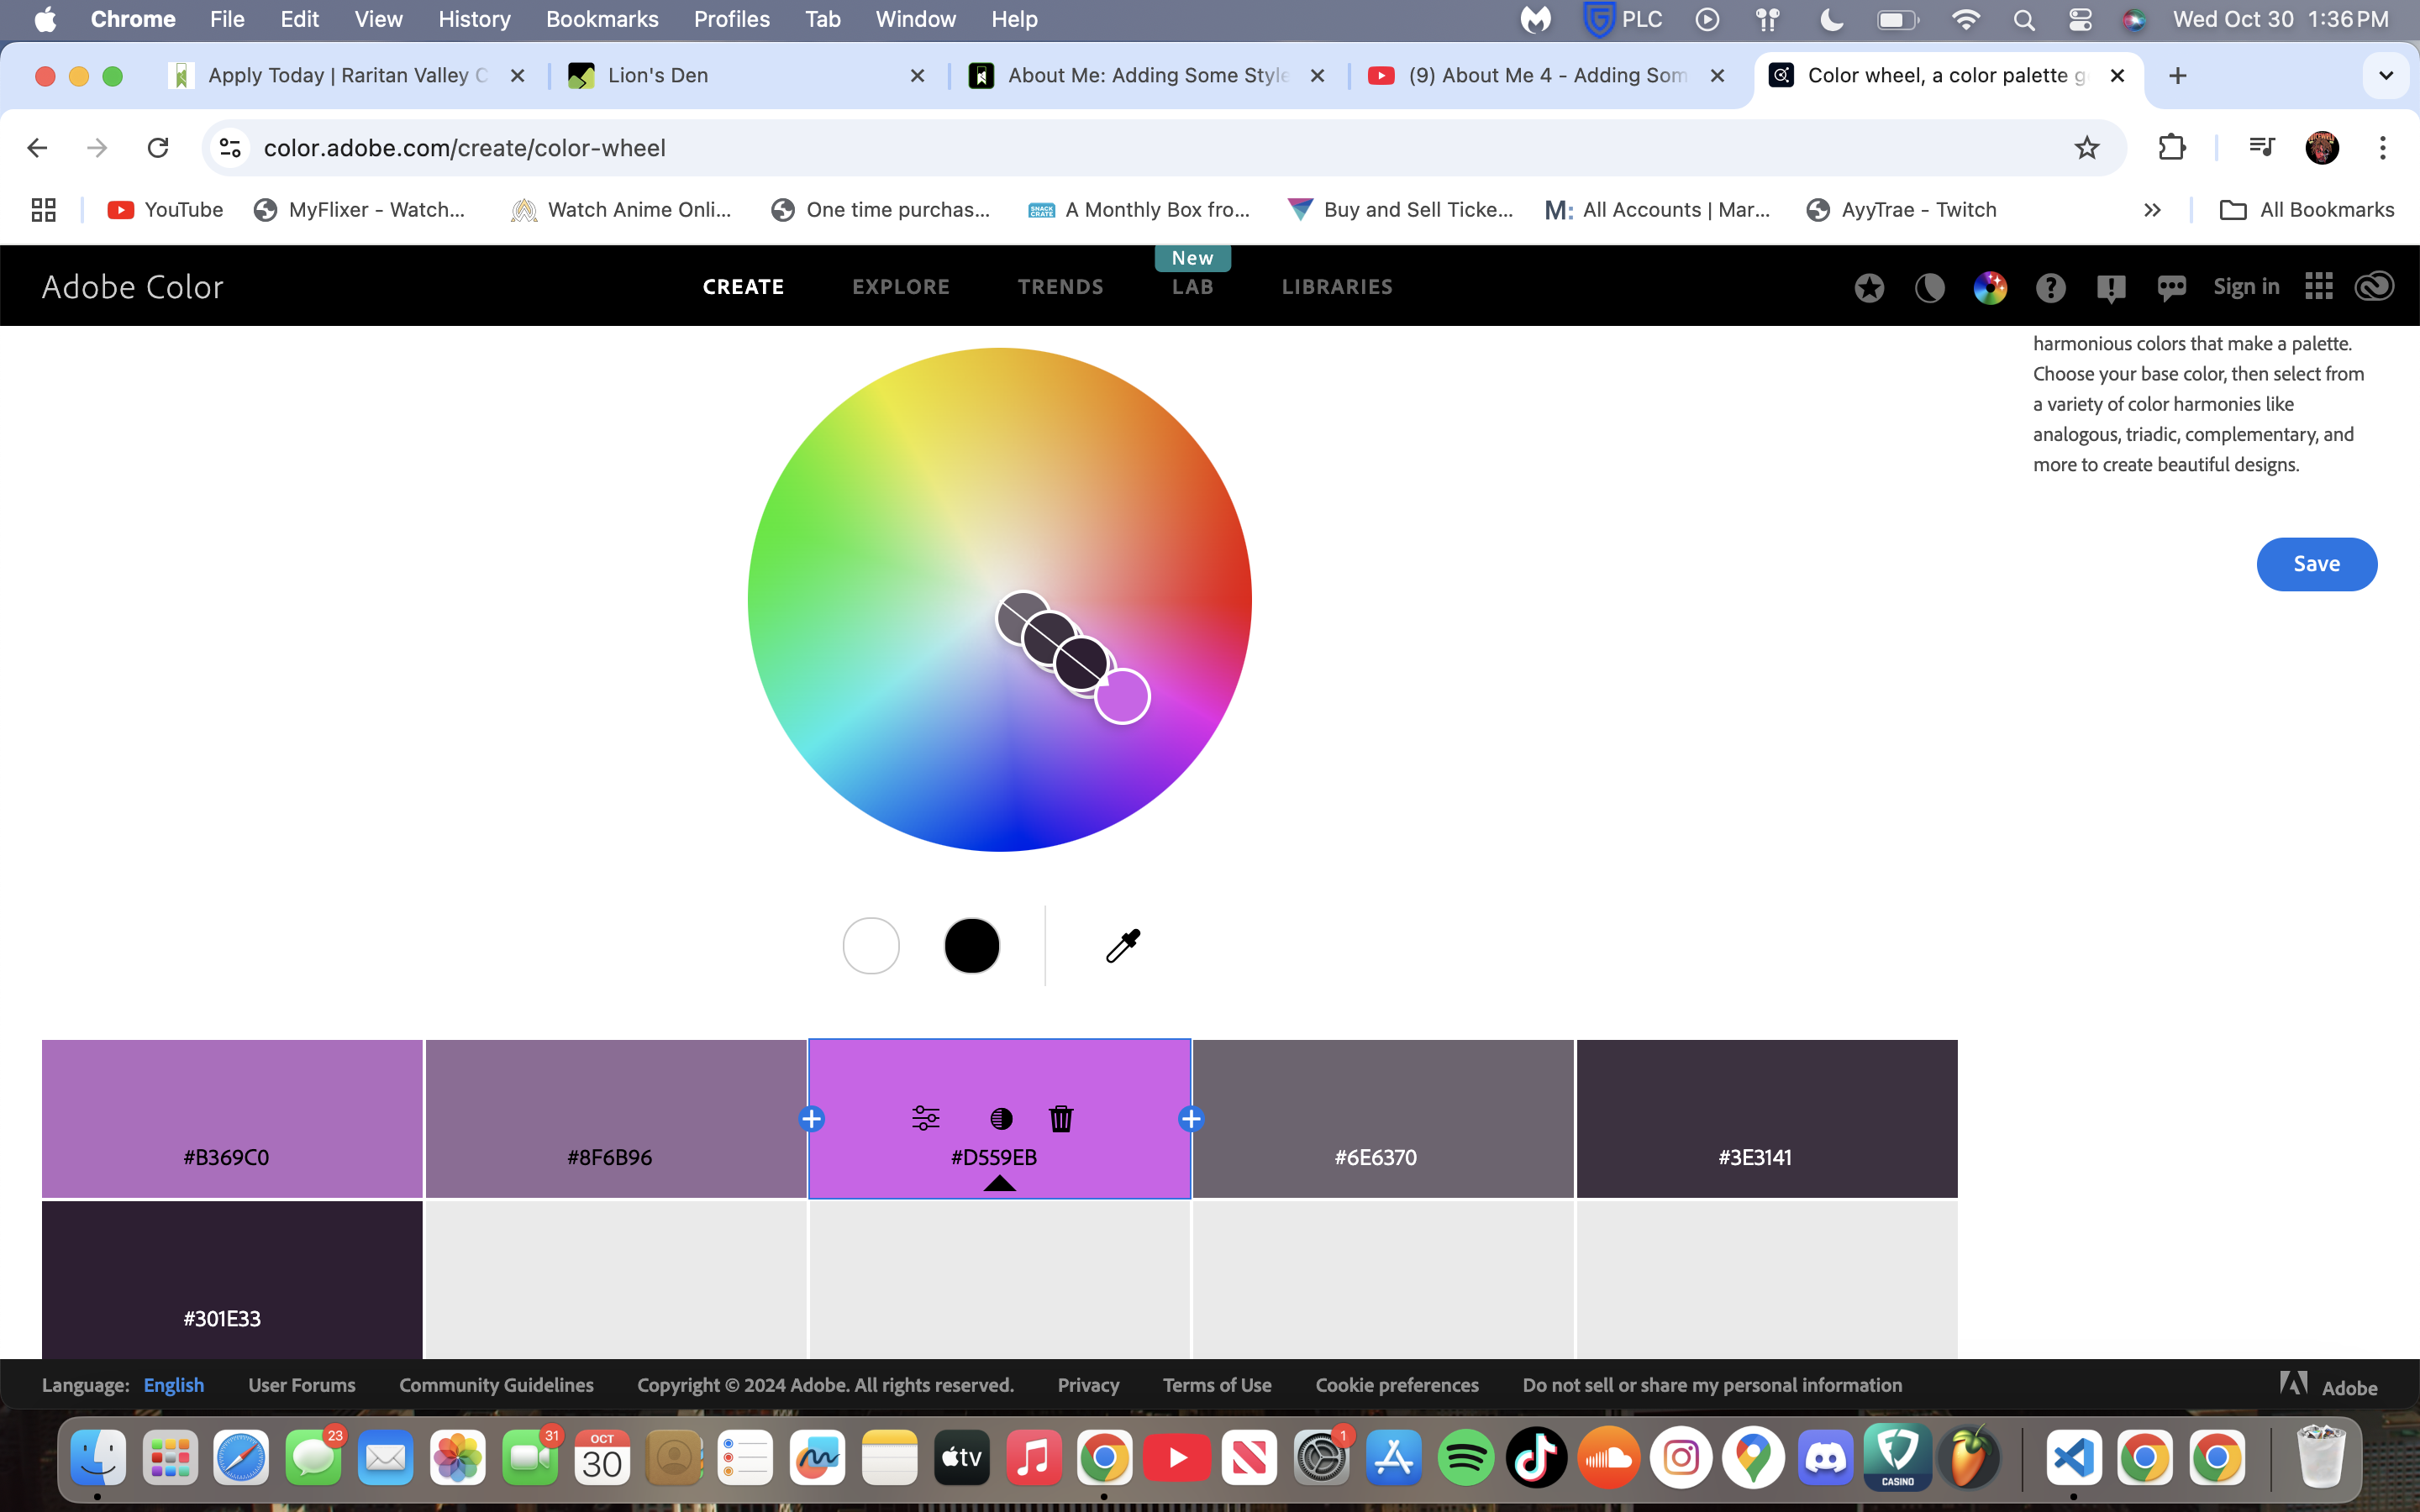 Chrome File Edit View History Bookmarks Profiles Tab Window Help PLC Wed Oct 30 1:36 PM
Apply Today | Raritan Valley C Lion's Den About Me: Adding Some Style (9) About Me 4 - Adding Som Color wheel, a color palette g
color.adobe.com/create/color-wheel
YouTube MyFlixer - Watch... Watch Anime Onli... One time purchas... SNACK CRATE A Monthly Box fro... Buy and Sell Ticke... M: All Accounts | Mar... AyyTrae - Twitch All Bookmarks
New
Adobe Color CREATE EXPLORE TRENDS LAB LIBRARIES Sign in
harmonious colors that make a palette.
Choose your base color, then select from
a variety of color harmonies like
analogous, triadic, complementary, and
more to create beautiful designs.
Save
#B369C0 #8F6B96 #D559EB #6E6370 #3E3141
#301E33
Language: English User Forums Community Guidelines Copyright © 2024 Adobe. All rights reserved. Privacy Terms of Use Cookie preferences Do not sell or share my personal information Adobe
23 31 OCT 30 tv 1 CASINO